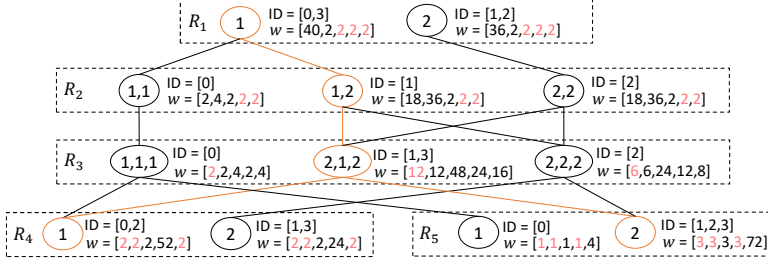 R1 1 ID = [0,3] w = [40,2,2,2,2] 2 ID = [1,2] w = [36,2,2,2,2]
R2 1,1 ID = [0] w = [2,4,2,2,2] 1,2 ID = [1] w = [18,36,2,2,2] 2,2 ID = [2] w = [18,36,2,2,2]
R3 1,1,1 ID = [0] w = [2,2,4,2,4] 2,1,2 ID = [1,3] w = [12,12,48,24,16] 2,2,2 ID = [2] w = [6,6,24,12,8]
R4 1 ID = [0,2] w = [2,2,2,52,2] 2 ID = [1,3] w = [2,2,2,24,2] R5 1 ID = [0] w = [1,1,1,1,4] 2 ID = [1,2,3] w = [3,3,3,3,72]